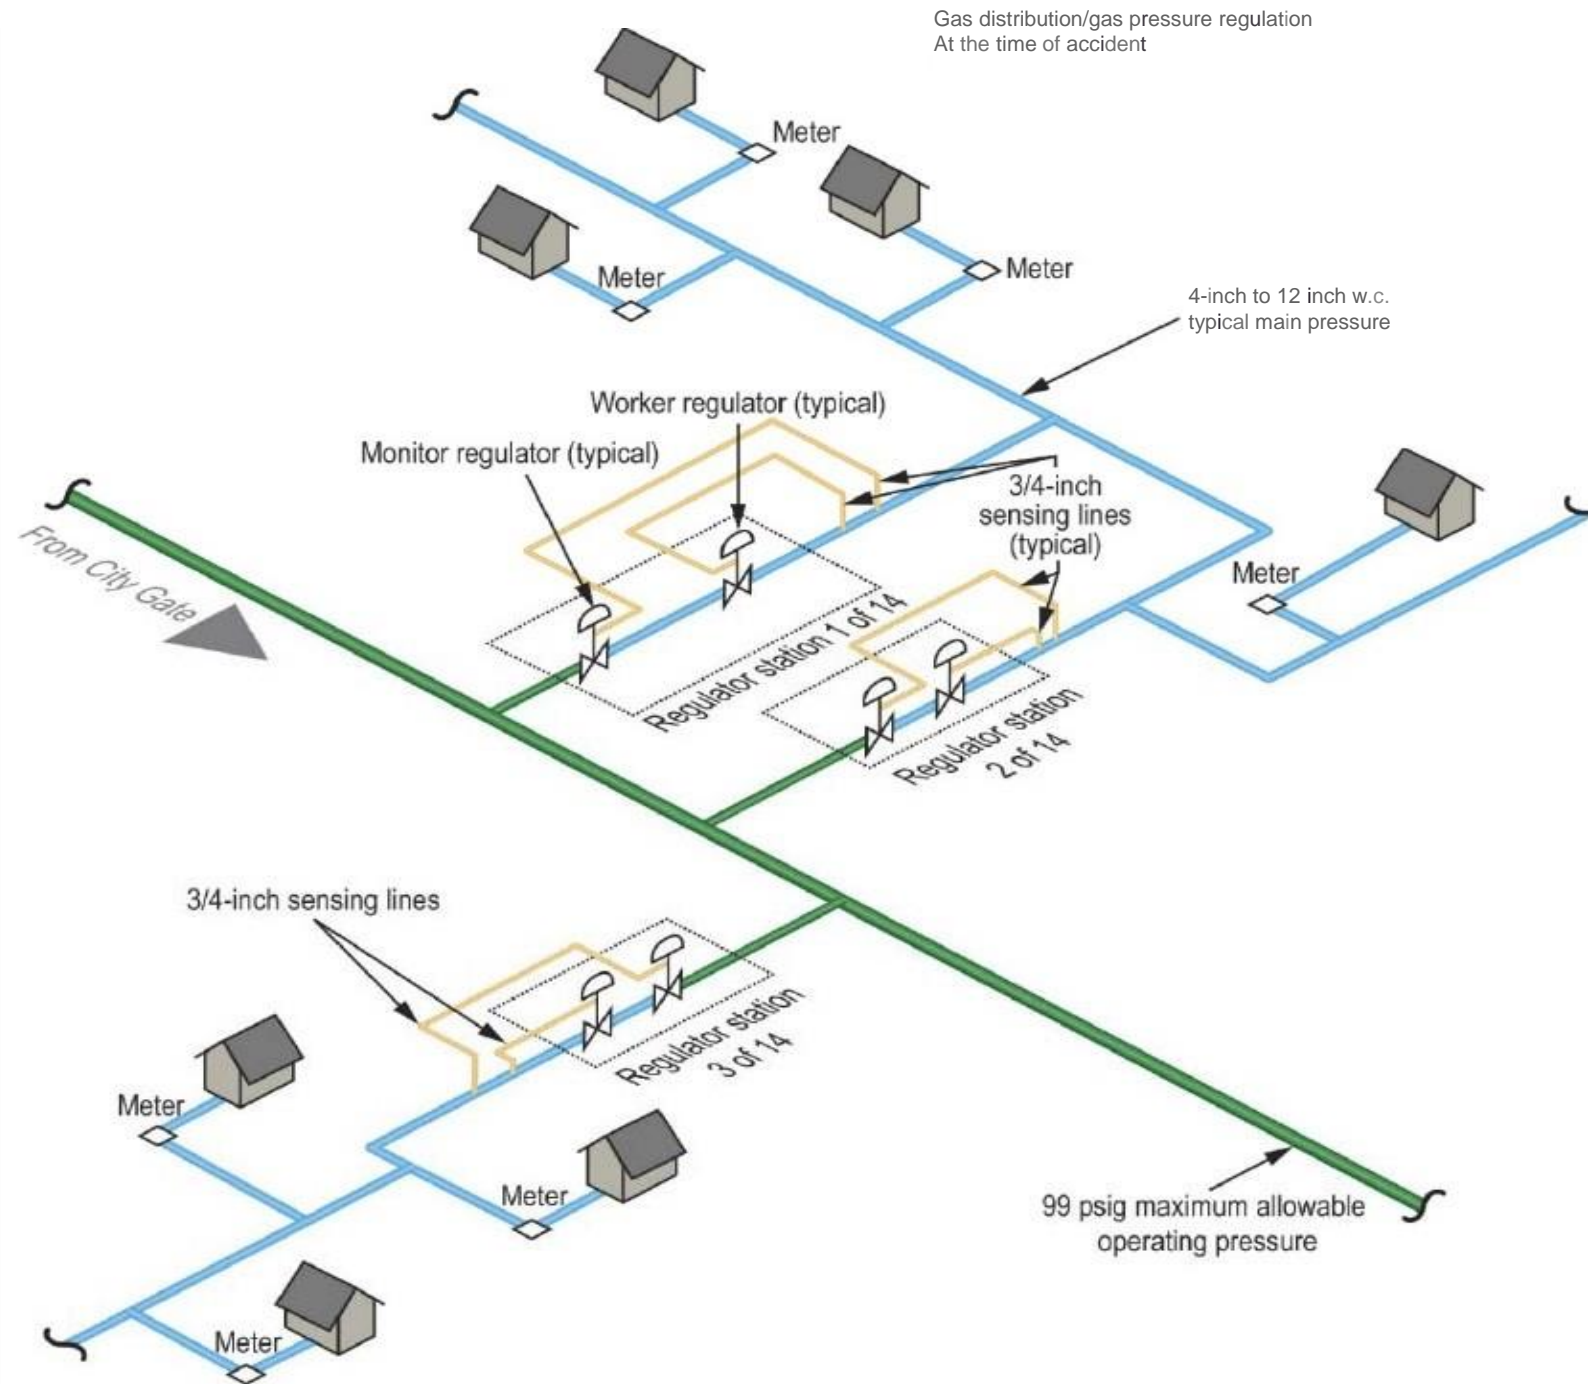 Gas distribution/gas pressure regulation
At the time of accident
Meter
Meter
Meter
4-inch to 12 inch w.c.
typical main pressure
Worker regulator (typical)
Monitor regulator (typical)
3/4-inch
sensing lines
(typical)
From City Gate
Meter
Regulator station 1 of 14
Regulator station
2 of 14
3/4-inch sensing lines
Regulator station
3 of 14
Meter
Meter
99 psig maximum allowable
operating pressure
Meter